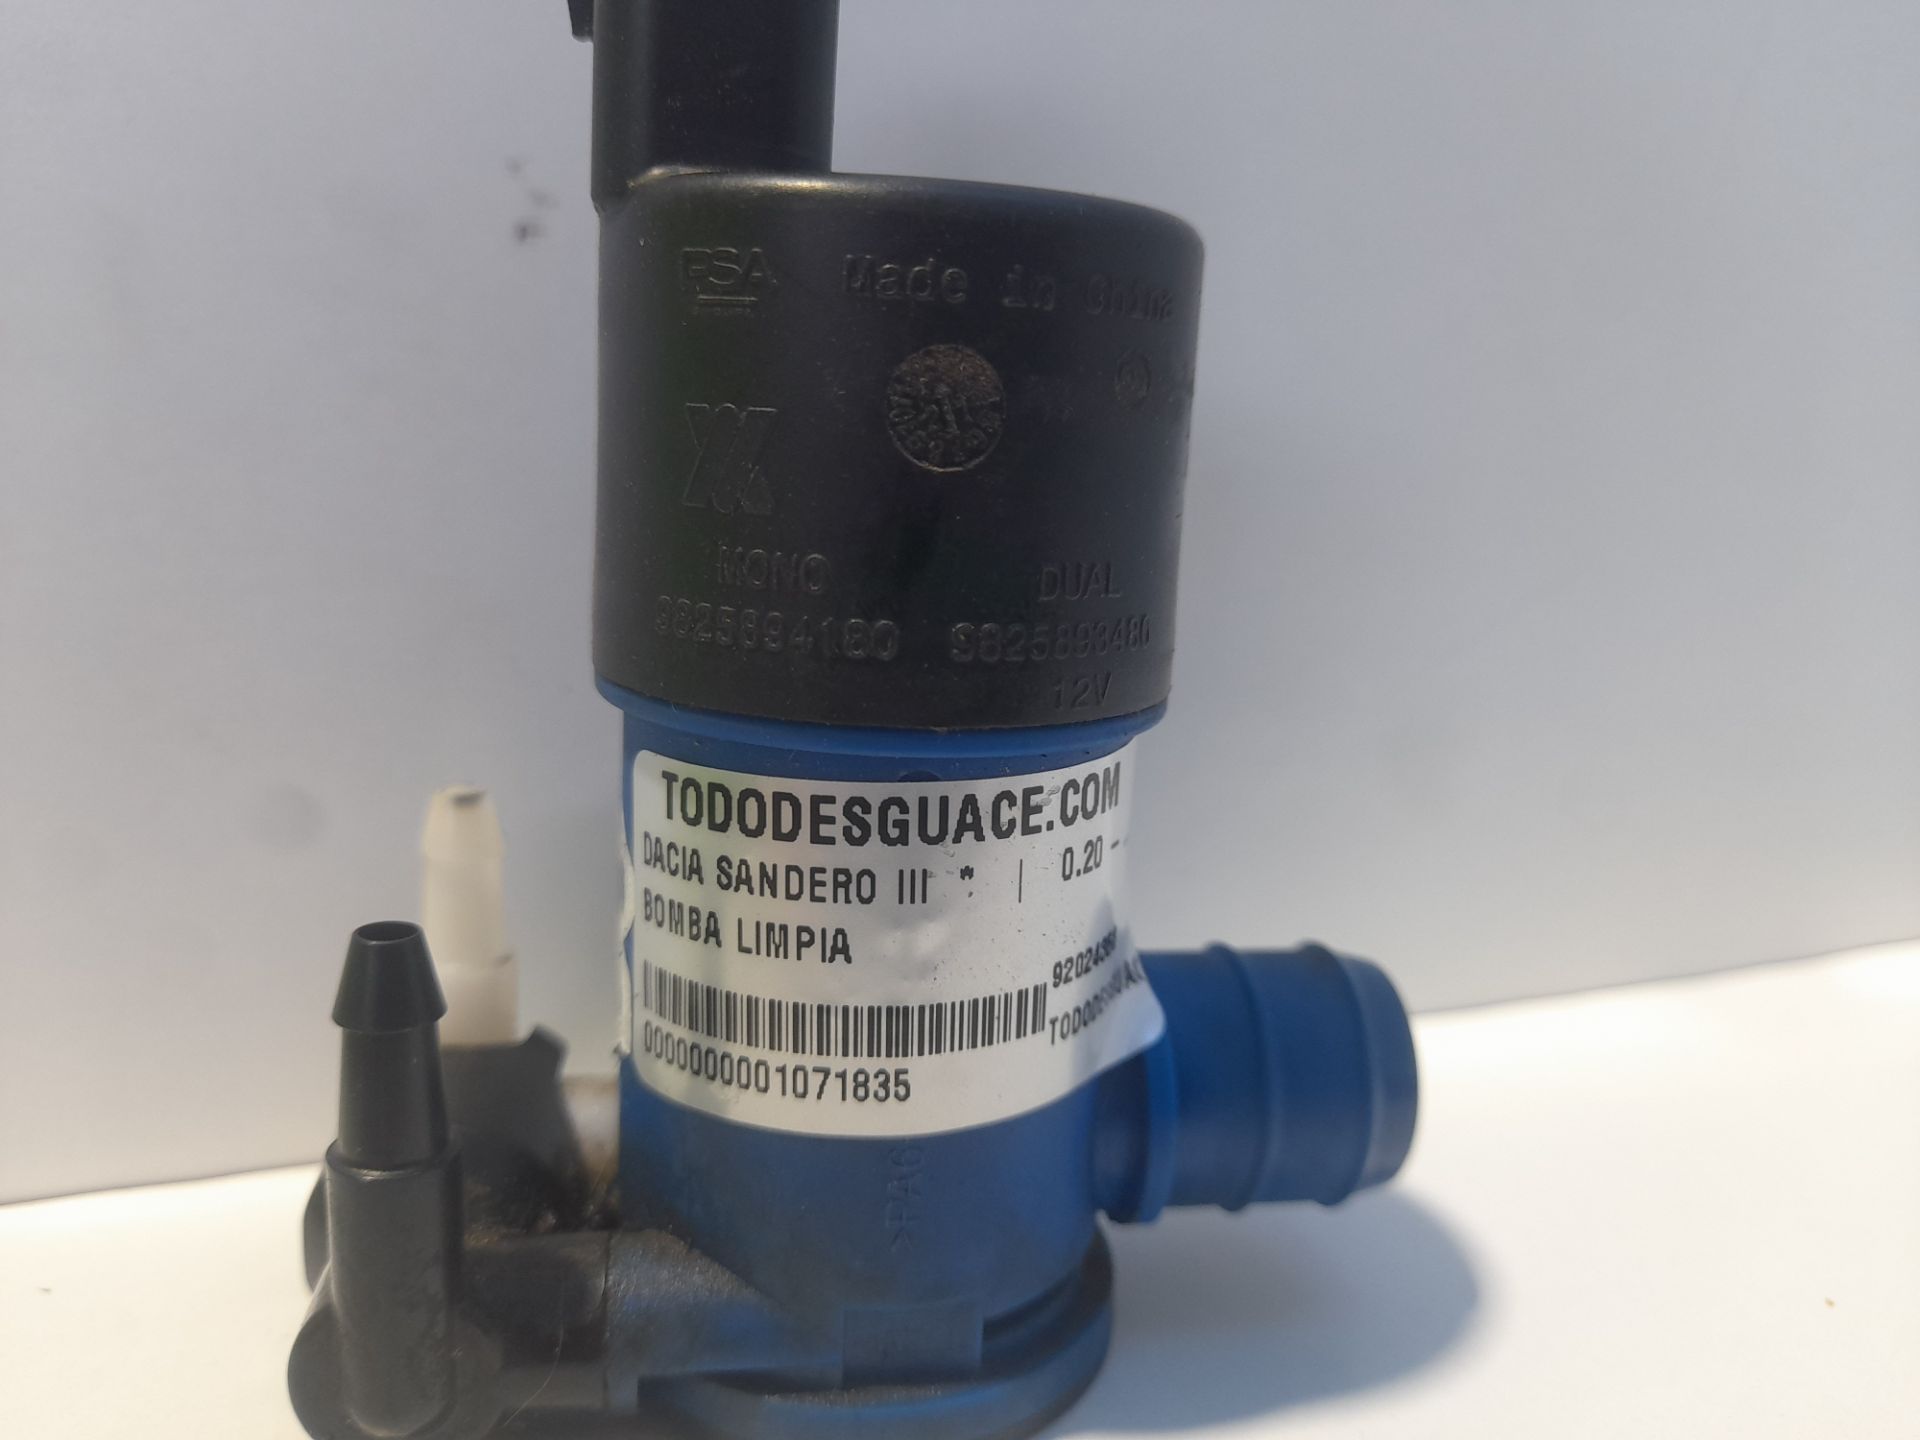 PSA Made in China
MONO DUAL
9825894180 9825893480
12V
TODODESGUACE.COM
DACIA SANDERO III * | 0.20 -
BOMBA LIMPIA
0000000001071835
>PA6